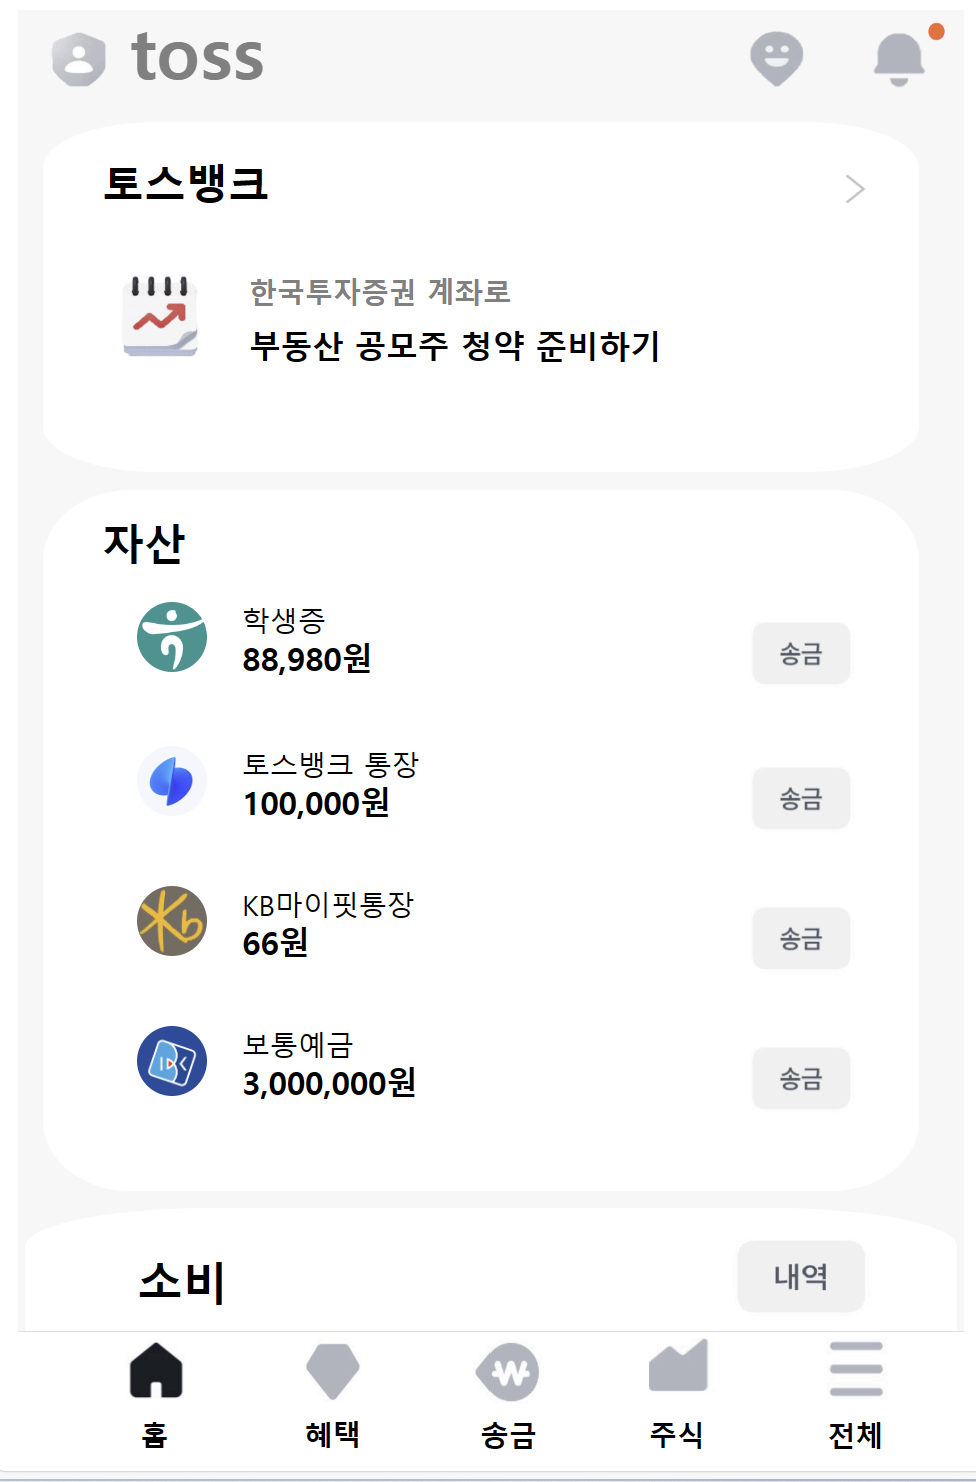 toss
토스뱅크
한국투자증권 계좌로
부동산 공모주 청약 준비하기
자산
학생증
88,980원
송금
토스뱅크 통장
100,000원
송금
KB마이핏통장
66원
송금
보통예금
3,000,000원
송금
소비
내역
홈
혜택
송금
주식
전체